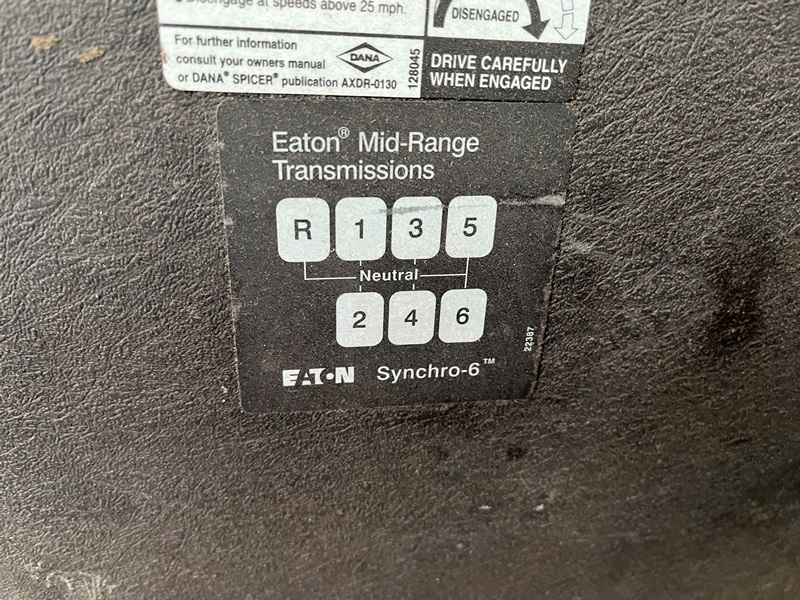 Disengage at speeds above 25 mph.
DISENGAGED
For further information
consult your owners manual
or DANA® SPICER® publication AXDR-0130
DANA
128045
DRIVE CAREFULLY
WHEN ENGAGED
Eaton® Mid-Range
Transmissions
R 1 3 5
Neutral
2 4 6
22387
EATON Synchro-6™